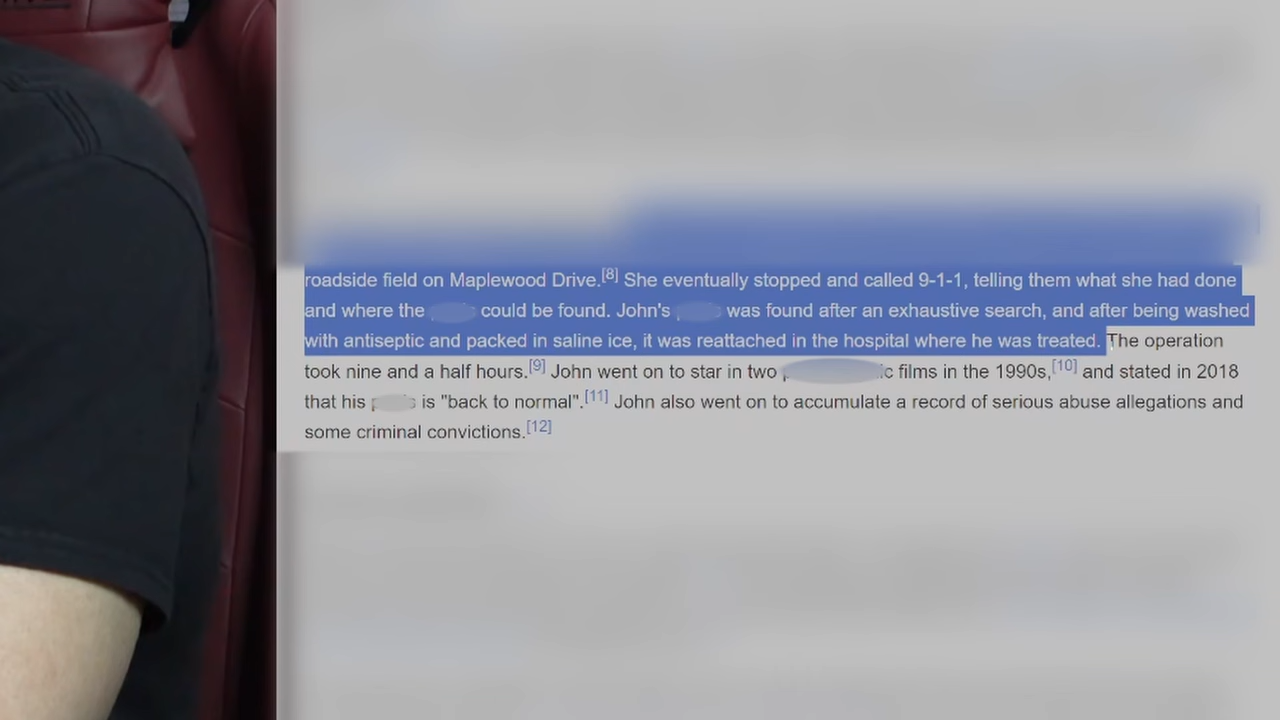 roadside field on Maplewood Drive.[8] She eventually stopped and called 9-1-1, telling them what she had done
and where the could be found. John's was found after an exhaustive search, and after being washed
with antiseptic and packed in saline ice, it was reattached in the hospital where he was treated. The operation
took nine and a half hours.[9] John went on to star in two films in the 1990s,[10] and stated in 2018
that his is "back to normal".[11] John also went on to accumulate a record of serious abuse allegations and
some criminal convictions.[12]